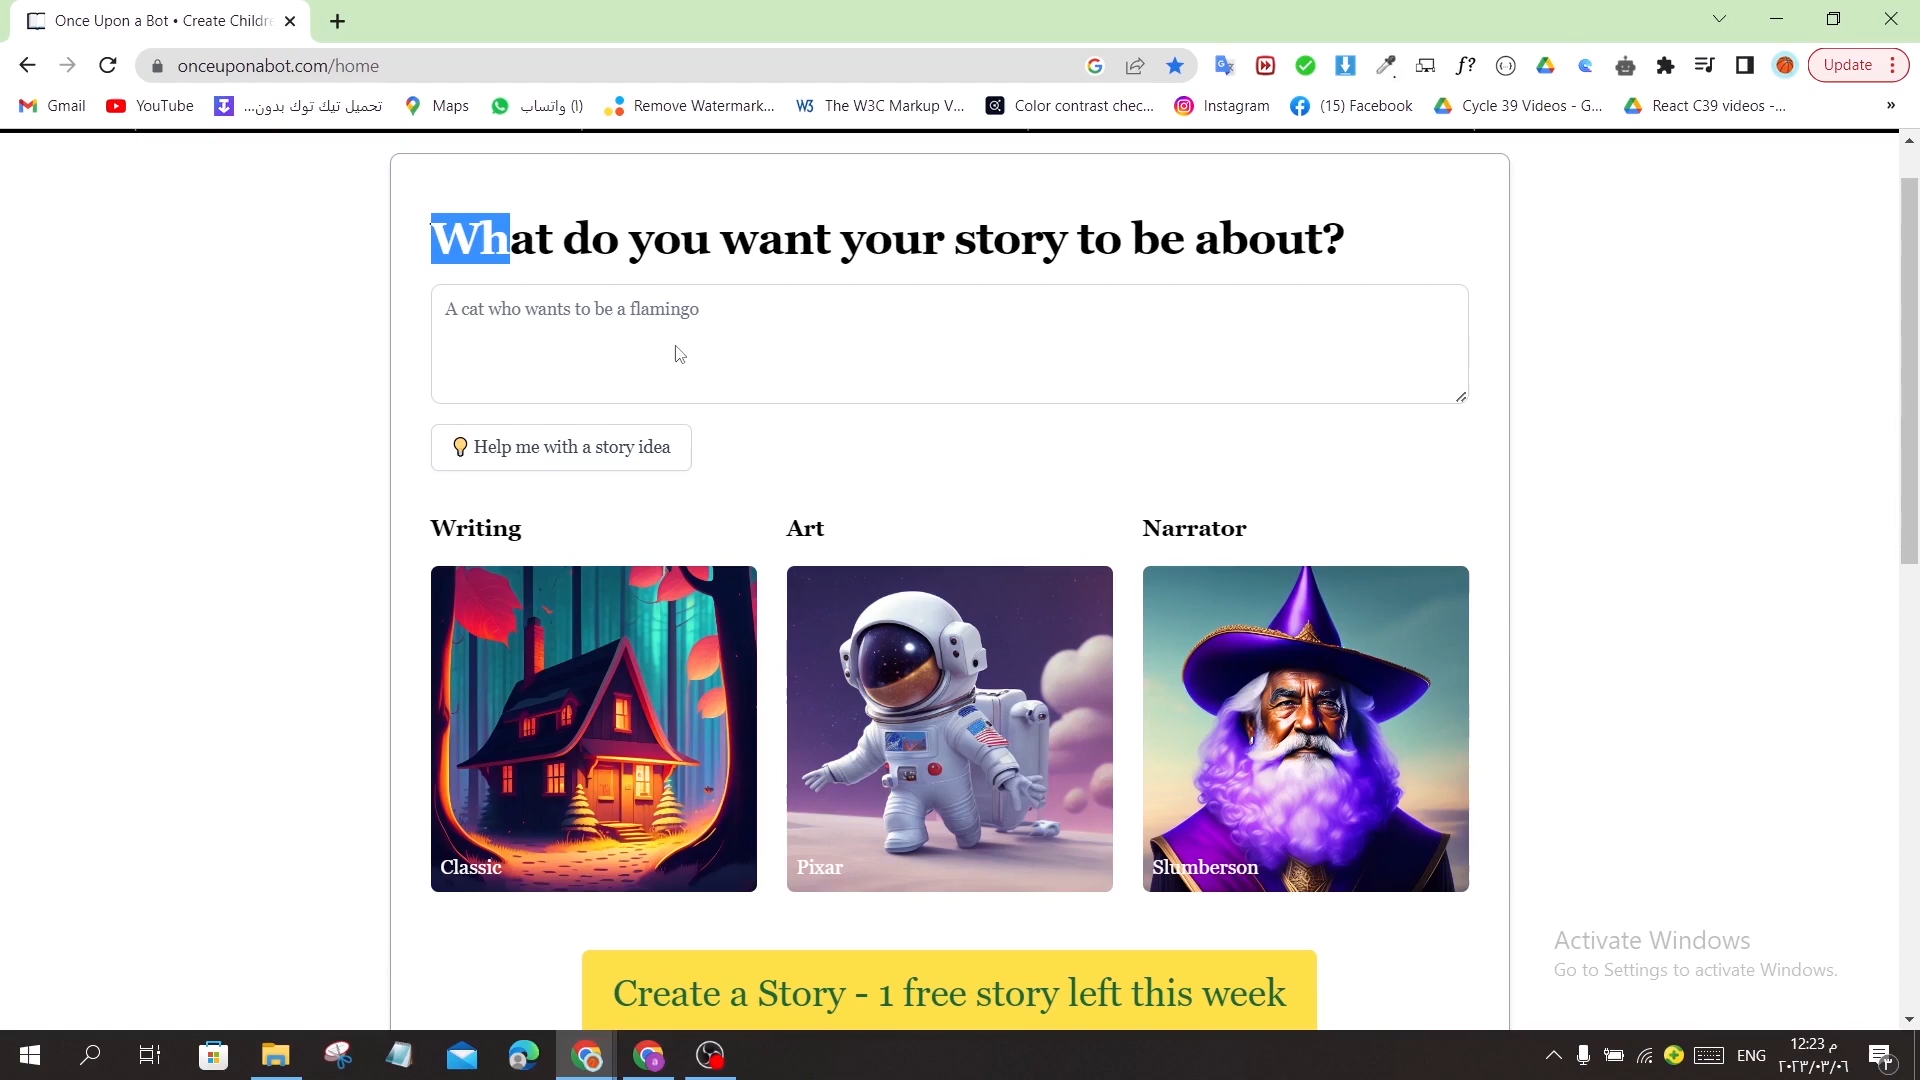 Once Upon a Bot • Create Childre
onceuponabot.com/home
Update
Gmail
YouTube
تحميل تيك توك بدون...
Maps
(١) واتساب
Remove Watermark...
The W3C Markup V...
Color contrast chec...
Instagram
(15) Facebook
Cycle 39 Videos - G...
React C39 videos -...
»
What do you want your story to be about?
A cat who wants to be a flamingo
Help me with a story idea
Writing
Art
Narrator
Classic
Pixar
Slumberson
Create a Story - 1 free story left this week
Activate Windows
Go to Settings to activate Windows.
ENG
12:23 م
٢٠٢٣/٠٣/٠٦
٣